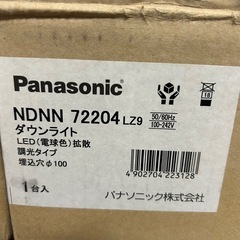 Panasonic
NDNN 72204 LZ9
50/60Hz
100-242V
ダウンライト
LED(電球色)拡散
調光タイプ
埋込穴φ100
1台入
4902704223128
パナソニック株式会社